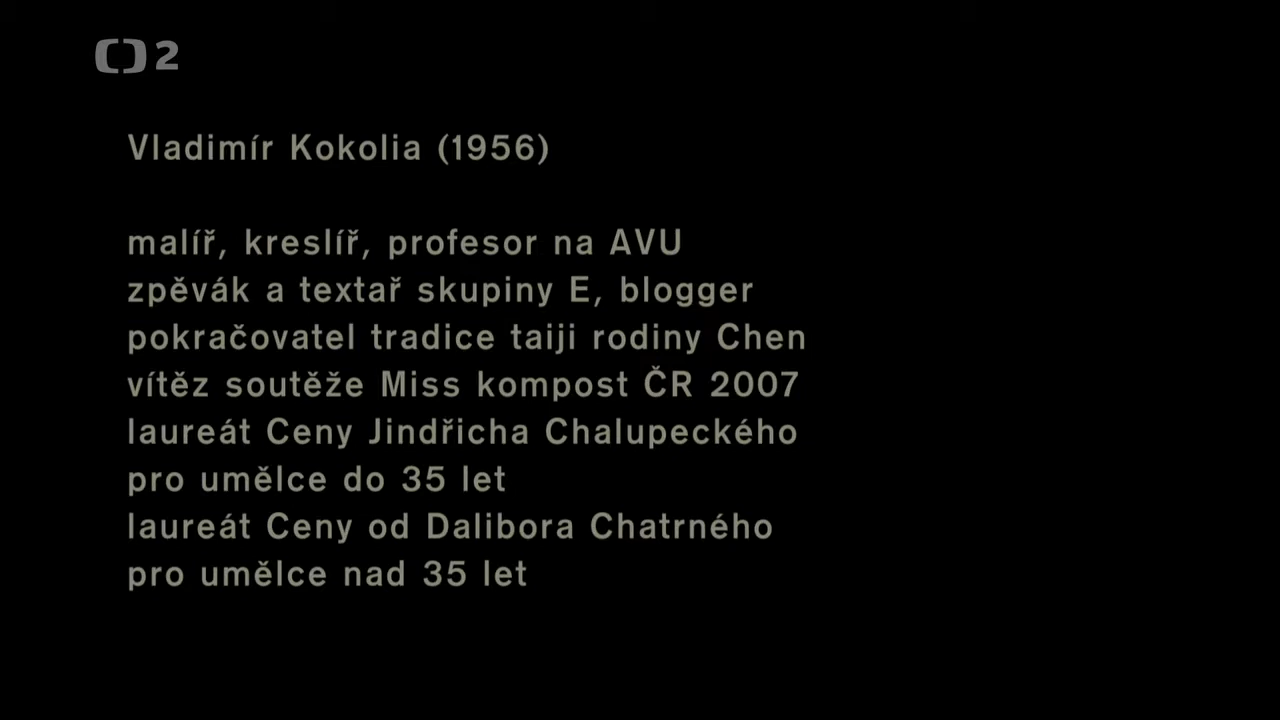 2
Vladimír Kokolia (1956)
malíř, kreslíř, profesor na AVU
zpěvák a textař skupiny E, blogger
pokračovatel tradice taiji rodiny Chen
vítěz soutěže Miss kompost ČR 2007
laureát Ceny Jindřicha Chalupeckého
pro umělce do 35 let
laureát Ceny od Dalibora Chatrného
pro umělce nad 35 let